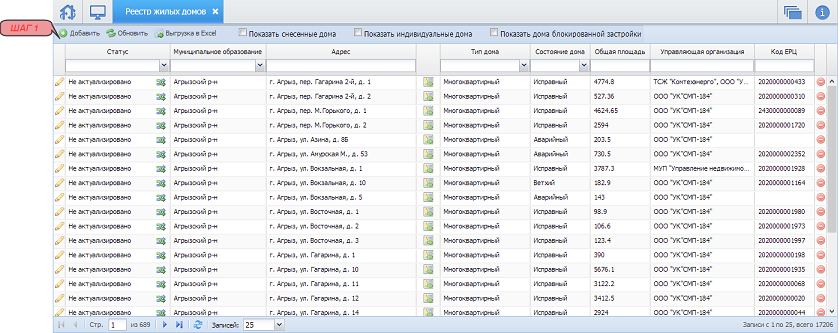 Реестр жилых домов
ШАГ 1
Добавить Обновить Выгрузка в Excel Показать снесенные дома Показать индивидуальные дома Показать дома блокированной застройки
Статус Муниципальное образование Адрес Тип дома Состояние дома Общая площадь Управляющая организация Код ЕРЦ
Не актуализировано Агрызский р-н г. Агрыз, пер. Гагарина 2-й, д. 1 Многоквартирный Исправный 4774.8 ТСЖ "Комтехэнерго", ООО "У... 2020000000433
Не актуализировано Агрызский р-н г. Агрыз, пер. Гагарина 2-й, д. 2 Многоквартирный Исправный 527.36 ООО "УК"СМП-184" 2020000000310
Не актуализировано Агрызский р-н г. Агрыз, пер. М.Горького, д. 1 Многоквартирный Исправный 4624.65 ООО "УК"СМП-184" 2430000000089
Не актуализировано Агрызский р-н г. Агрыз, пер. М.Горького, д. 2 Многоквартирный Исправный 2594 ООО "УК"СМП-184" 2020000001720
Не актуализировано Агрызский р-н г. Агрыз, ул. Азина, д. 8Б Многоквартирный Аварийный 203.5 ООО "УК"СМП-184"
Не актуализировано Агрызский р-н г. Агрыз, ул. Амурская М., д. 53 Многоквартирный Аварийный 730.5 ООО "УК"СМП-184" 2020000002352
Не актуализировано Агрызский р-н г. Агрыз, ул. Вокзальная, д. 1 Многоквартирный Исправный 3787.3 МУП "Управление недвижимо... 2020000001928
Не актуализировано Агрызский р-н г. Агрыз, ул. Вокзальная, д. 10 Многоквартирный Ветхий 182.9 ООО "УК"СМП-184" 2020000001164
Не актуализировано Агрызский р-н г. Агрыз, ул. Вокзальная, д. 5 Многоквартирный Аварийный 143 ООО "УК"СМП-184"
Не актуализировано Агрызский р-н г. Агрыз, ул. Восточная, д. 1 Многоквартирный Исправный 98.9 ООО "УК"СМП-184" 2020000001980
Не актуализировано Агрызский р-н г. Агрыз, ул. Восточная, д. 2 Многоквартирный Исправный 106.6 ООО "УК"СМП-184" 2020000001973
Не актуализировано Агрызский р-н г. Агрыз, ул. Восточная, д. 3 Многоквартирный Исправный 123.4 ООО "УК"СМП-184" 2020000001997
Не актуализировано Агрызский р-н г. Агрыз, ул. Гагарина, д. 1 Многоквартирный Исправный 390 ООО "УК"СМП-184" 2020000000198
Не актуализировано Агрызский р-н г. Агрыз, ул. Гагарина, д. 10 Многоквартирный Исправный 5676.1 ООО "УК"СМП-184" 2020000001935
Не актуализировано Агрызский р-н г. Агрыз, ул. Гагарина, д. 11 Многоквартирный Исправный 3122.2 ООО "УК"СМП-184" 2020000000068
Не актуализировано Агрызский р-н г. Агрыз, ул. Гагарина, д. 12 Многоквартирный Исправный 3412.5 ООО "УК"СМП-184" 2020000000020
Не актуализировано Агрызский р-н г. Агрыз, ул. Гагарина, д. 14 Многоквартирный Исправный 2924 ООО "УК"СМП-184" 2020000000044
Стр. 1 из 689 Записей: 25 Записи с 1 по 25, всего 17206